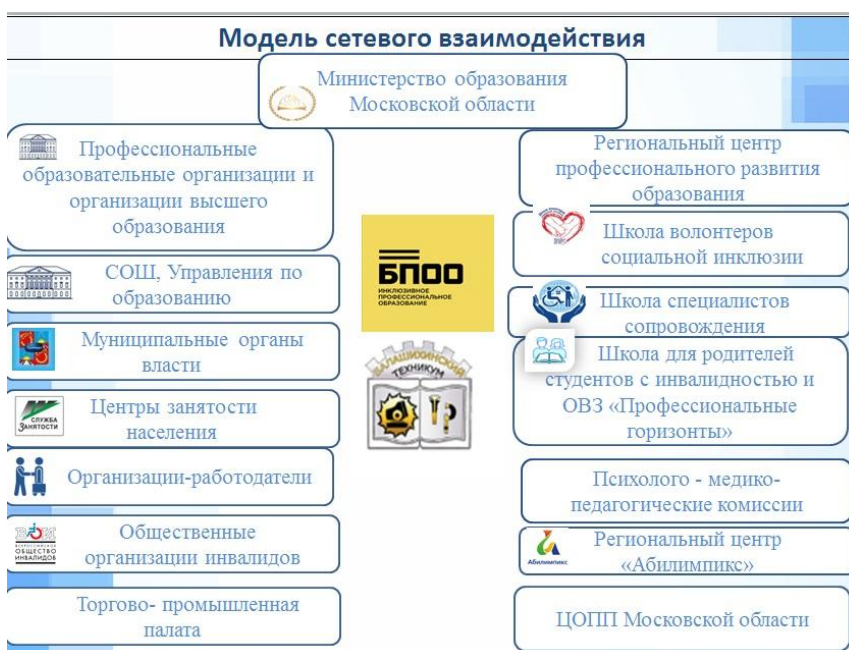 Модель сетевого взаимодействия
Министерство образования
Московской области
Профессиональные
образовательные организации и
организации высшего
образования
СОШ, Управления по
образованию
Муниципальные органы
власти
СЛУЖБА
ЗАНЯТОСТИ
Центры занятости
населения
Организации-работодатели
ВОИ
ВСЕРОССИЙСКОЕ
ОБЩЕСТВО
ИНВАЛИДОВ
Общественные
организации инвалидов
Торгово- промышленная
палата
БПОО
ИНКЛЮЗИВНОЕ
ПРОФЕССИОНАЛЬНОЕ
ОБРАЗОВАНИЕ
БАЛАШИХИНСКИЙ
ТЕХНИКУМ
Региональный центр
профессионального развития
образования
Школа волонтеров
социальной инклюзии
Школа специалистов
сопровождения
Школа для родителей
студентов с инвалидностью и
ОВЗ «Профессиональные
горизонты»
Психолого - медико-
педагогические комиссии
Абилимпикс
Региональный центр
«Абилимпикс»
ЦОПП Московской области